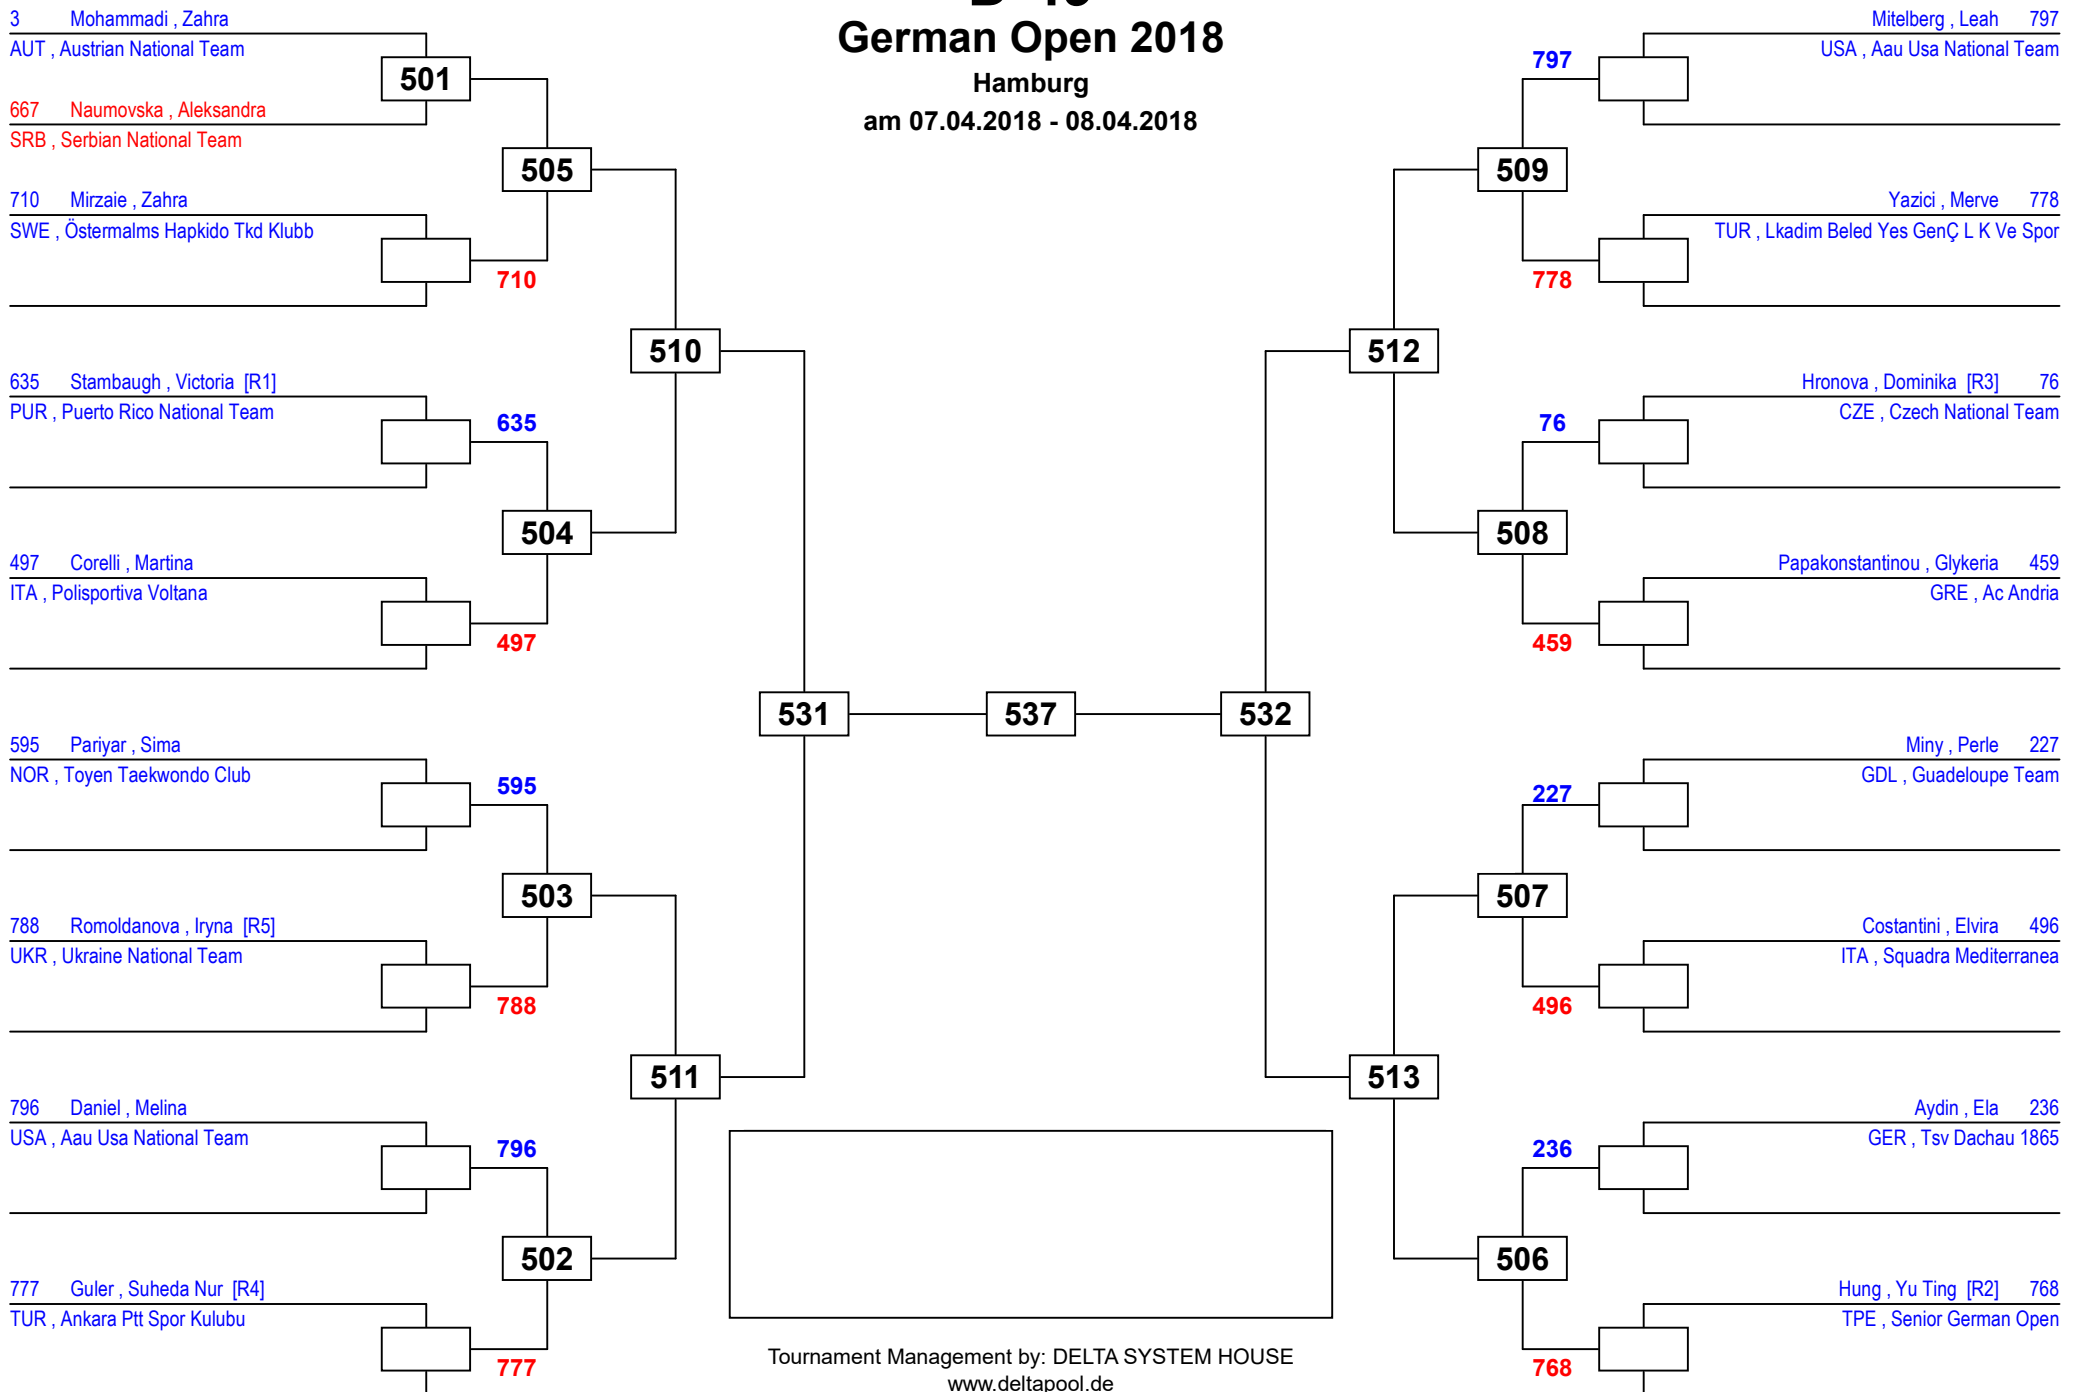 German Open 2018
Hamburg
am 07.04.2018 - 08.04.2018
3 Mohammadi , Zahra
AUT , Austrian National Team
501
667 Naumovska , Aleksandra
SRB , Serbian National Team
505
710 Mirzaie , Zahra
SWE , Östermalms Hapkido Tkd Klubb
710
510
635 Stambaugh , Victoria [R1]
PUR , Puerto Rico National Team
635
504
497 Corelli , Martina
ITA , Polisportiva Voltana
497
531
537
532
595 Pariyar , Sima
NOR , Toyen Taekwondo Club
595
503
788 Romoldanova , Iryna [R5]
UKR , Ukraine National Team
788
511
796 Daniel , Melina
USA , Aau Usa National Team
796
502
777 Guler , Suheda Nur [R4]
TUR , Ankara Ptt Spor Kulubu
777
Mitelberg , Leah 797
USA , Aau Usa National Team
797
509
Yazici , Merve 778
TUR , Lkadim Beled Yes GenÇ L K Ve Spor
778
512
Hronova , Dominika [R3] 76
CZE , Czech National Team
76
508
Papakonstantinou , Glykeria 459
GRE , Ac Andria
459
Miny , Perle 227
GDL , Guadeloupe Team
227
507
Costantini , Elvira 496
ITA , Squadra Mediterranea
496
513
Aydin , Ela 236
GER , Tsv Dachau 1865
236
506
Hung , Yu Ting [R2] 768
TPE , Senior German Open
768
Tournament Management by: DELTA SYSTEM HOUSE
www.deltapool.de